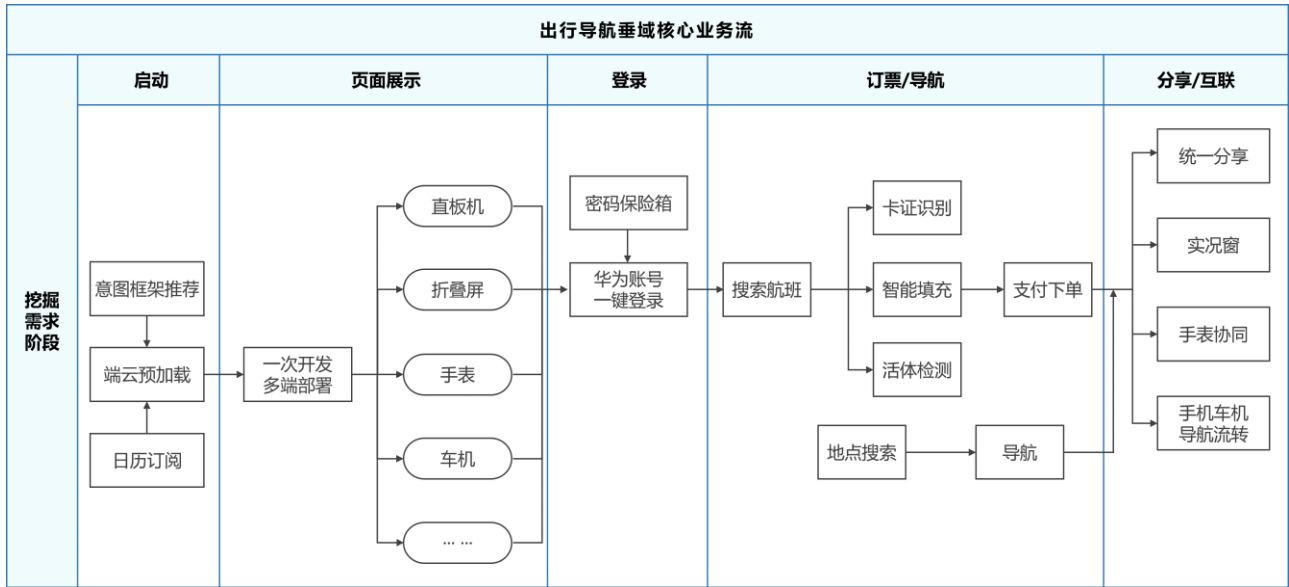 出行导航垂域核心业务流
启动
页面展示
登录
订票/导航
分享/互联
挖掘
需求
阶段
意图框架推荐
端云预加载
日历订阅
一次开发
多端部署
直板机
折叠屏
手表
车机
... ...
密码保险箱
华为账号
一键登录
搜索航班
卡证识别
智能填充
活体检测
支付下单
地点搜索
导航
统一分享
实况窗
手表协同
手机车机
导航流转